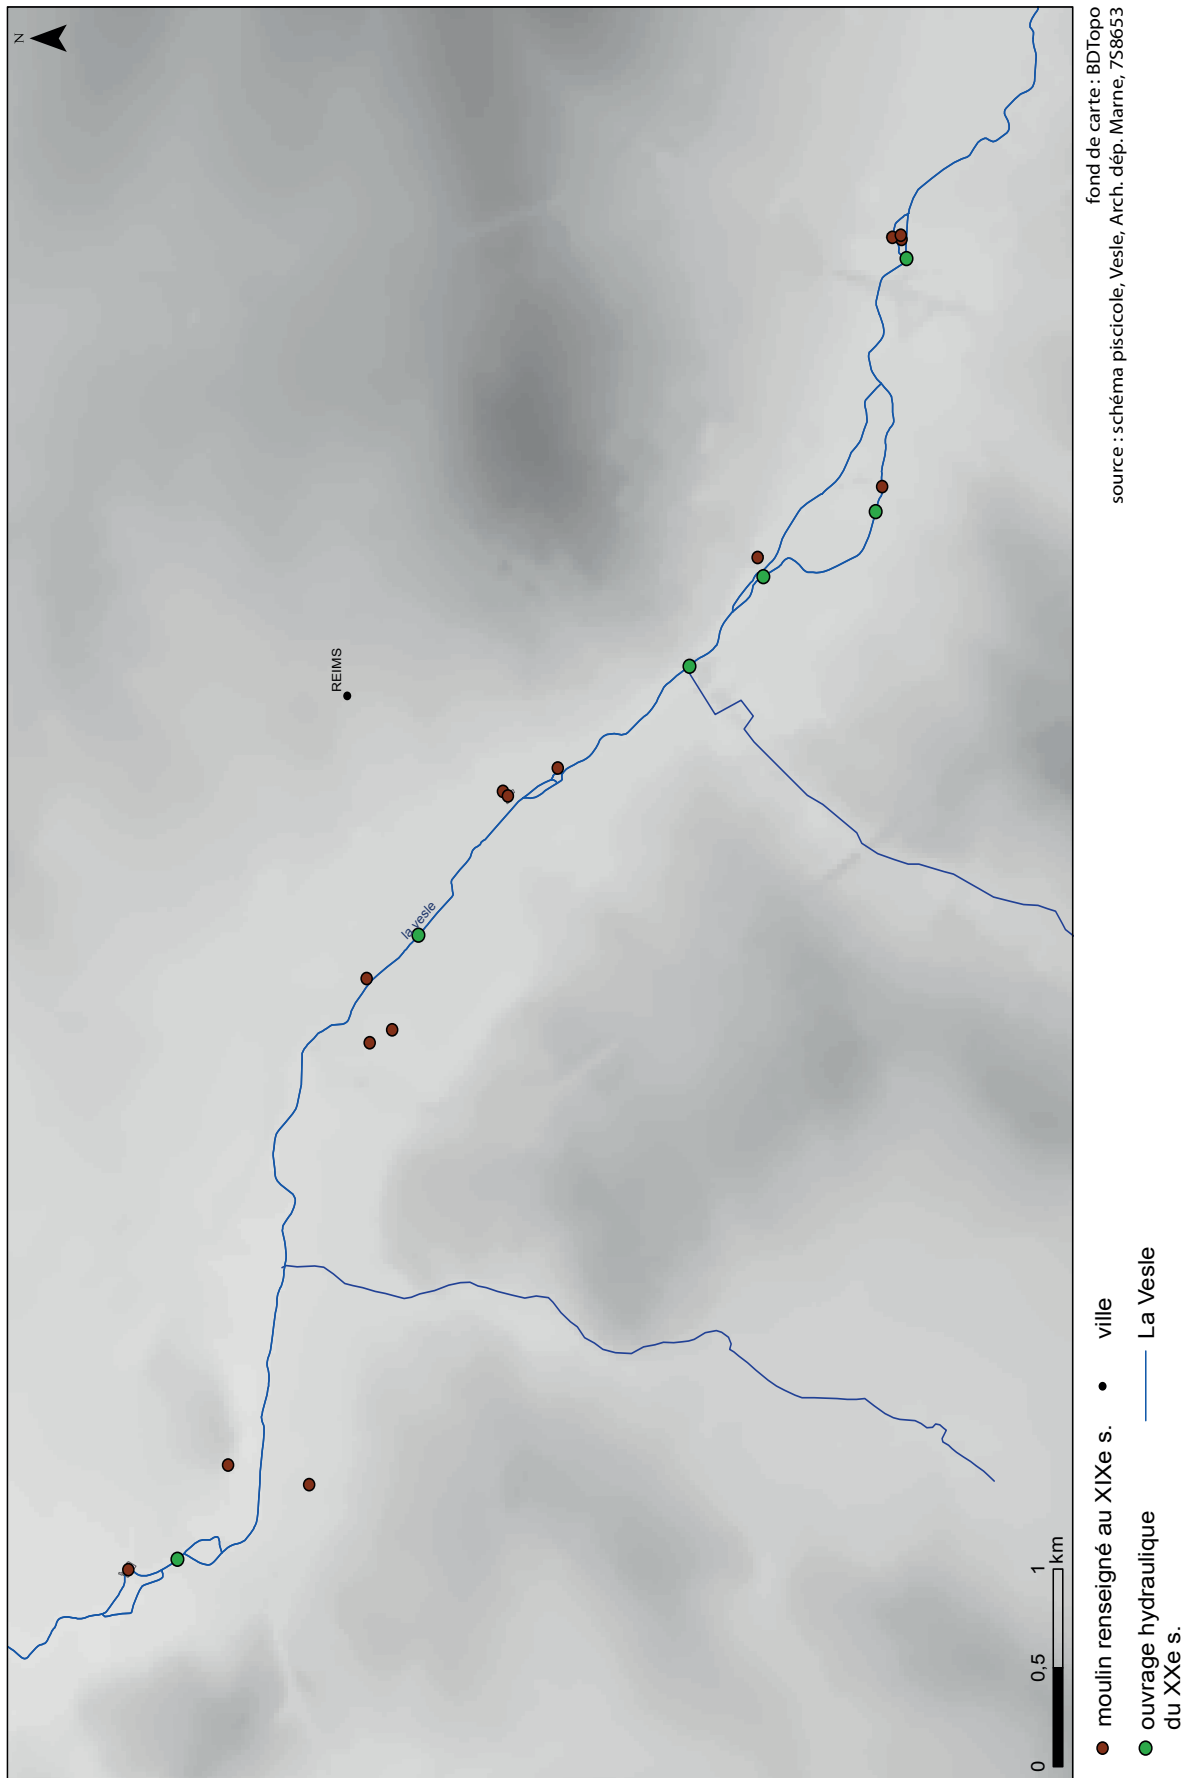 N
REIMS
la vesle
0 0,5 1
km
moulin renseigné au XIXe s.
ville
ouvrage hydraulique
du XXe s.
La Vesle
fond de carte : BDTopo
source : schéma piscicole, Vesle, Arch. dép. Marne, 7S8653